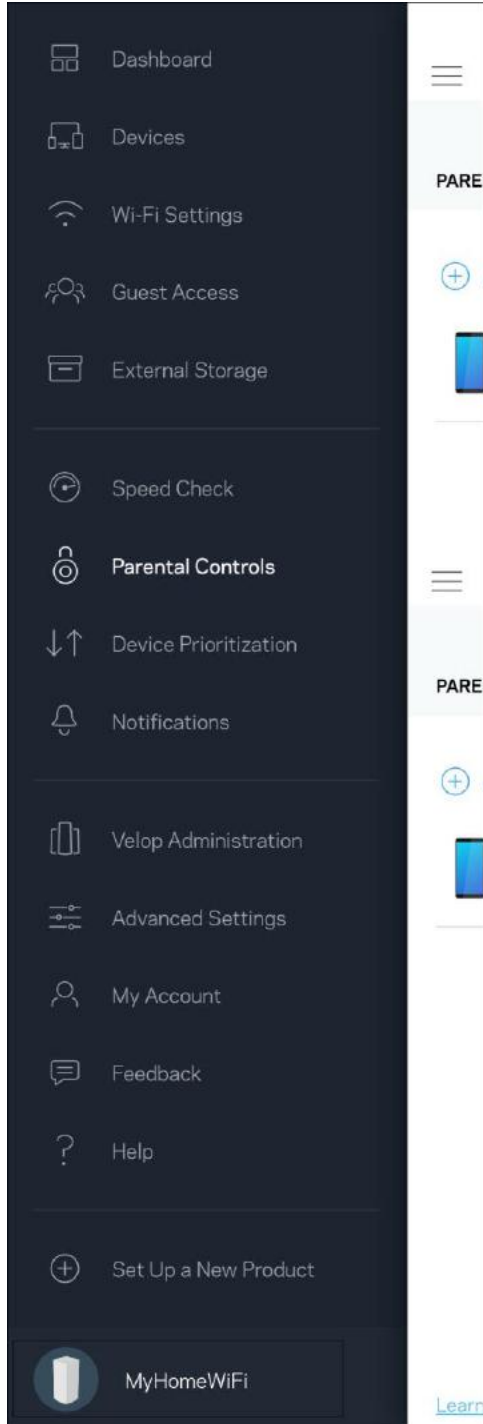 Dashboard
Devices
Wi-Fi Settings
Guest Access
External Storage
Speed Check
Parental Controls
Device Prioritization
Notifications
Velop Administration
Advanced Settings
My Account
Feedback
Help
Set Up a New Product
MyHomeWiFi
PARE
PARE
Learn